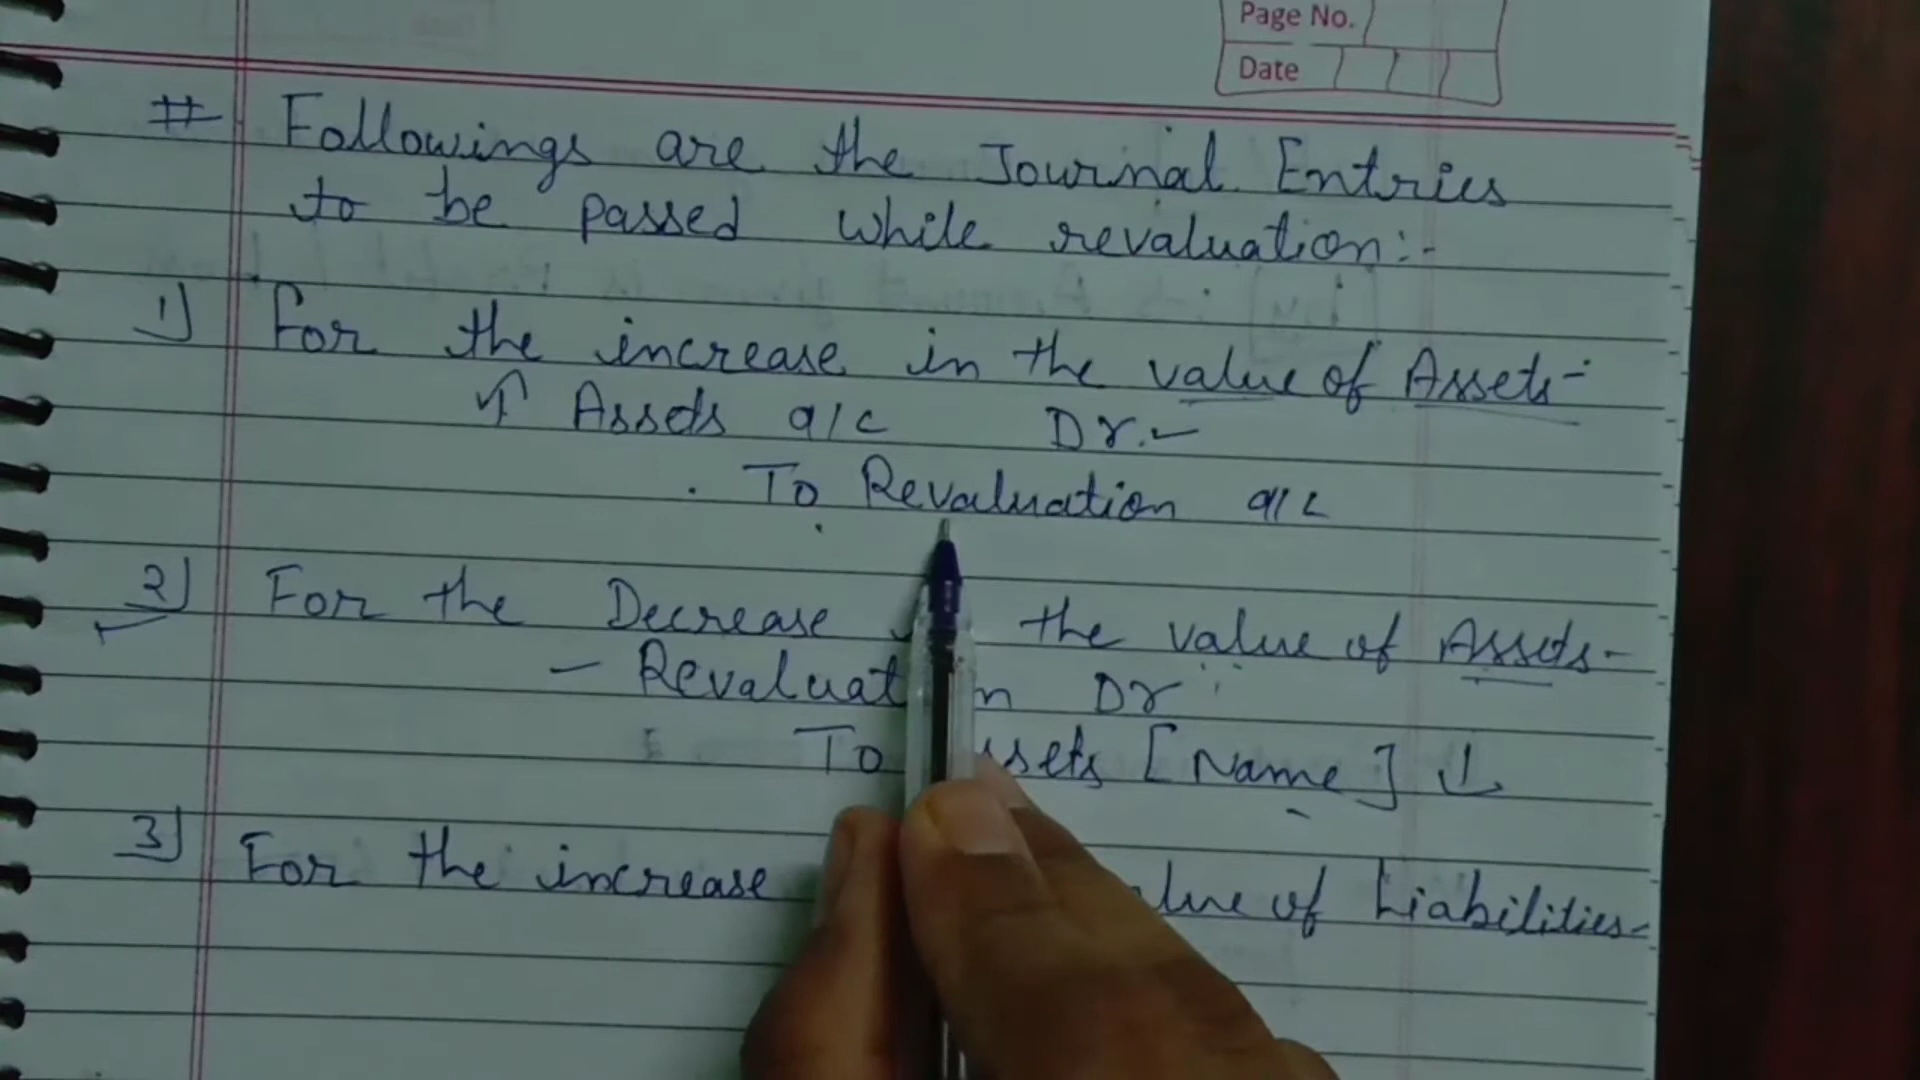 Page No.
Date
# Followings are the Journal Entries
to be passed while revaluation:-
1) For the increase in the value of Assets-
↑ Assets a/c Dr.-
To Revaluation a/c
2) For the Decrease the value of Assets-
- Revaluat n Dr
To ssets [Name] ↓
3) For the increase lue of Liabilities-